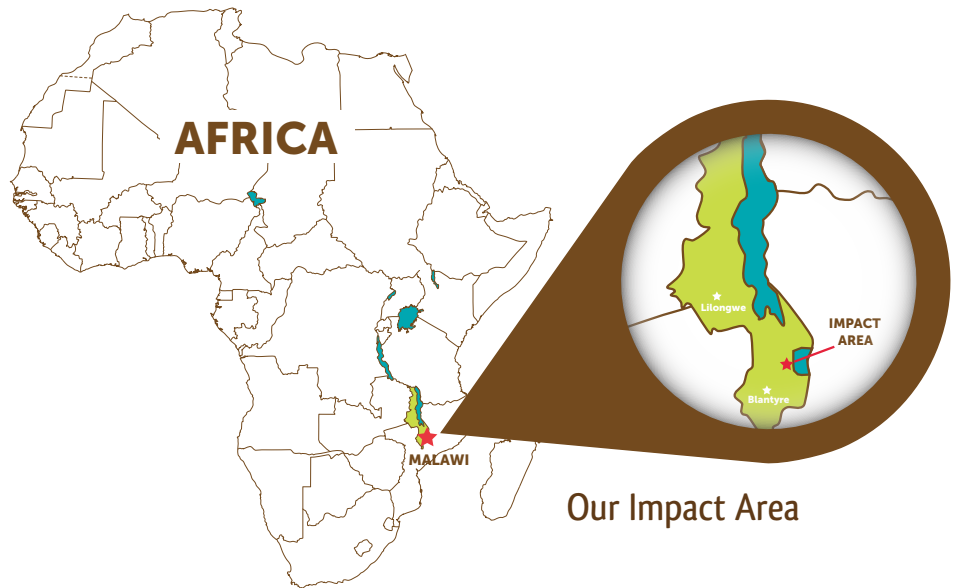 AFRICA
MALAWI
Lilongwe
IMPACT
AREA
Blantyre
Our Impact Area